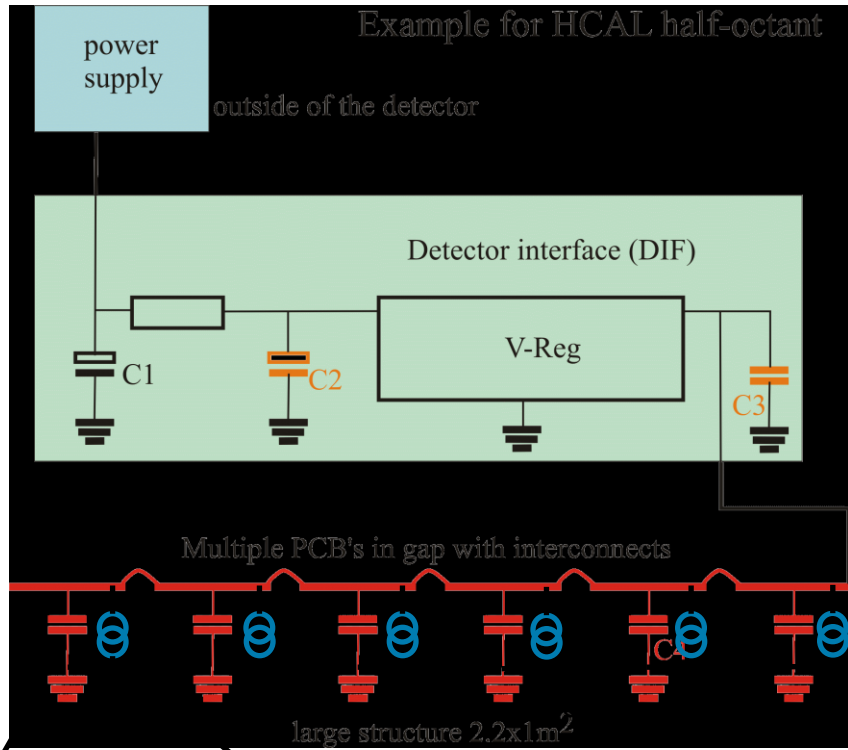 Example for HCAL half-octant
power
supply
outside of the detector
Detector interface (DIF)
V-Reg
C1
C2
C3
Multiple PCB's in gap with interconnects
C4
large structure 2.2x1m²